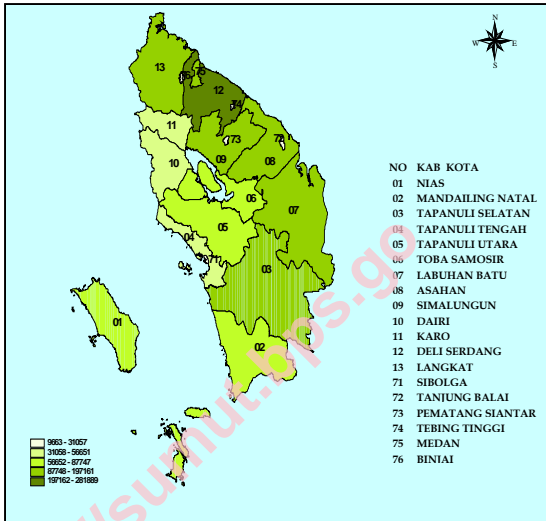 N
W E
S
13
76
75
12
74
11
73
72
10
09
08
06
07
05
04
71
03
01
02
NO KAB KOTA
01 NIAS
02 MANDAILING NATAL
03 TAPANULI SELATAN
04 TAPANULI TENGAH
05 TAPANULI UTARA
06 TOBA SAMOSIR
07 LABUHAN BATU
08 ASAHAN
09 SIMALUNGUN
10 DAIRI
11 KARO
12 DELI SERDANG
13 LANGKAT
71 SIBOLGA
72 TANJUNG BALAI
73 PEMATANG SIANTAR
74 TEBING TINGGI
75 MEDAN
76 BINJAI
9663 - 31057
31058 - 56651
56652 - 87747
87748 - 197161
197162 - 281889
/sumut.bps.go